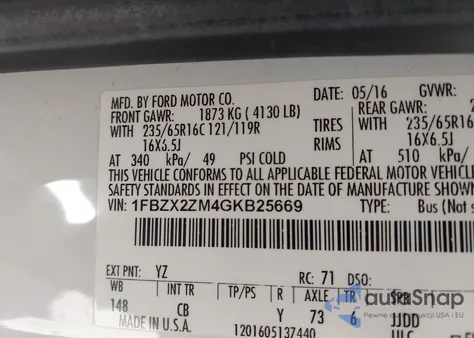 MFD. BY FORD MOTOR CO.
DATE: 05/16 GVWR:
FRONT GAWR: 1873 KG ( 4130 LB)
REAR GAWR:
WITH 235/65R16C 121/119R TIRES WITH 235/65R16
16X6.5J RIMS 16X6.5J
AT 340 kPa/ 49 PSI COLD AT 510 kPa/
THIS VEHICLE CONFORMS TO ALL APPLICABLE FEDERAL MOTOR VEH
SAFETY STANDARDS IN EFFECT ON THE DATE OF MANUFACTURE
VIN: 1FBZX2ZM4GKB25669 TYPE: Bus (No
EXT PNT: YZ RC: 71 DSO:
WB INT TR TP/PS R AXLE TR SPR
148 CB Y 73 6 JJDD
MADE IN U.S.A. 1201605137440
autoSnap